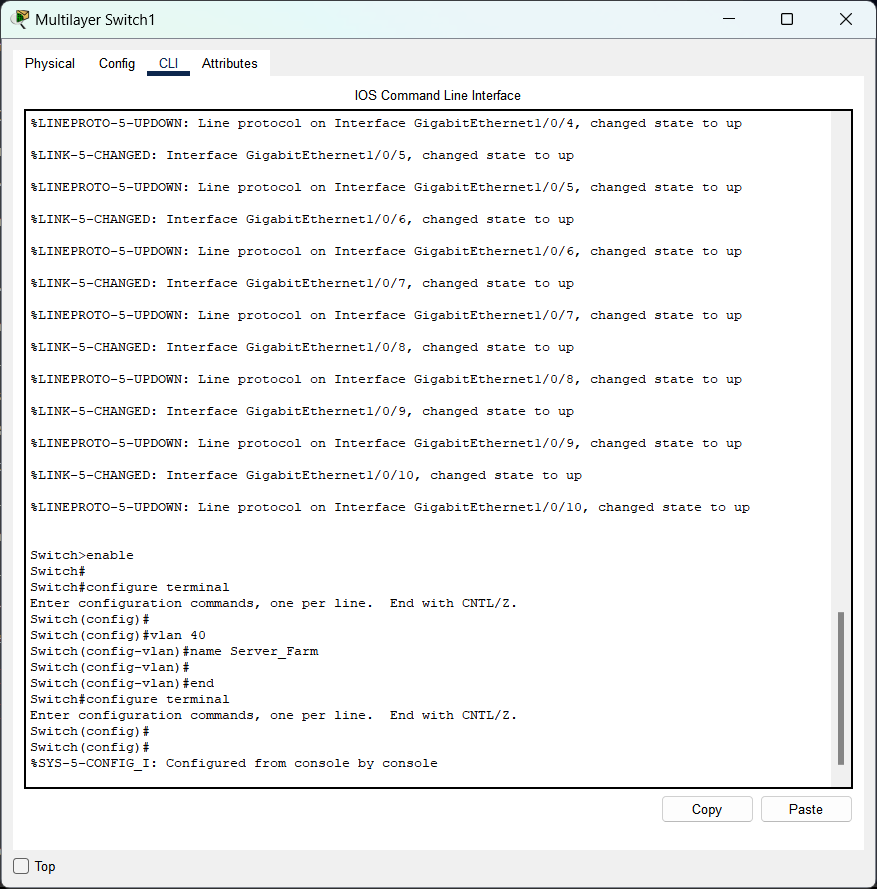 Multilayer Switch1
Physical Config CLI Attributes
IOS Command Line Interface
%LINEPROTO-5-UPDOWN: Line protocol on Interface GigabitEthernet1/0/4, changed state to up
%LINK-5-CHANGED: Interface GigabitEthernet1/0/5, changed state to up
%LINEPROTO-5-UPDOWN: Line protocol on Interface GigabitEthernet1/0/5, changed state to up
%LINK-5-CHANGED: Interface GigabitEthernet1/0/6, changed state to up
%LINEPROTO-5-UPDOWN: Line protocol on Interface GigabitEthernet1/0/6, changed state to up
%LINK-5-CHANGED: Interface GigabitEthernet1/0/7, changed state to up
%LINEPROTO-5-UPDOWN: Line protocol on Interface GigabitEthernet1/0/7, changed state to up
%LINK-5-CHANGED: Interface GigabitEthernet1/0/8, changed state to up
%LINEPROTO-5-UPDOWN: Line protocol on Interface GigabitEthernet1/0/8, changed state to up
%LINK-5-CHANGED: Interface GigabitEthernet1/0/9, changed state to up
%LINEPROTO-5-UPDOWN: Line protocol on Interface GigabitEthernet1/0/9, changed state to up
%LINK-5-CHANGED: Interface GigabitEthernet1/0/10, changed state to up
%LINEPROTO-5-UPDOWN: Line protocol on Interface GigabitEthernet1/0/10, changed state to up
Switch>enable
Switch#
Switch#configure terminal
Enter configuration commands, one per line.  End with CNTL/Z.
Switch(config)#
Switch(config)#vlan 40
Switch(config-vlan)#name Server_Farm
Switch(config-vlan)#
Switch(config-vlan)#end
Switch#configure terminal
Enter configuration commands, one per line.  End with CNTL/Z.
Switch(config)#
Switch(config)#
%SYS-5-CONFIG_I: Configured from console by console
Copy Paste
Top